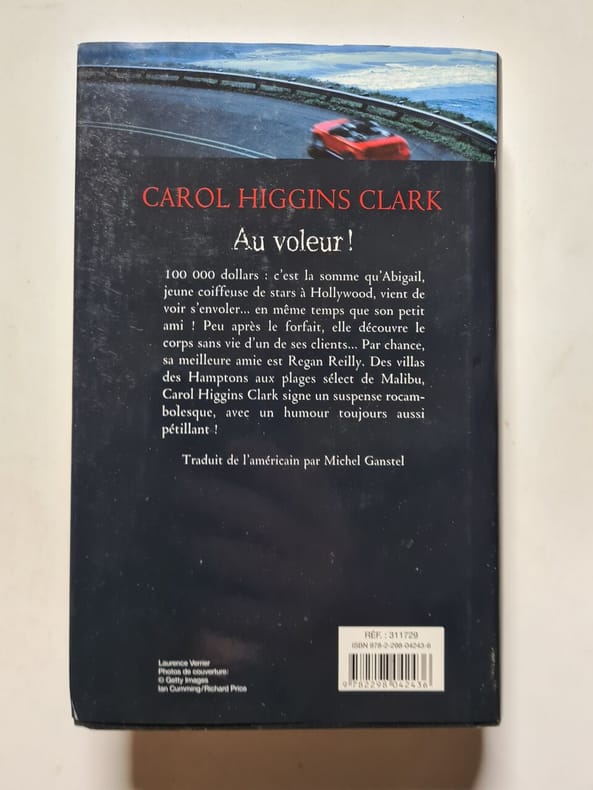 CAROL HIGGINS CLARK
Au voleur !
100 000 dollars : c'est la somme qu'Abigail,
jeune coiffeuse de stars à Hollywood, vient de
voir s'envoler... en même temps que son petit
ami ! Peu après le forfait, elle découvre le
corps sans vie d'un de ses clients... Par chance,
sa meilleure amie est Regan Reilly. Des villas
des Hamptons aux plages sélect de Malibu,
Carol Higgins Clark signe un suspense rocam-
bolesque, avec un humour toujours aussi
pétillant !
Traduit de l'américain par Michel Ganstel
RÉF. : 311729
ISBN 978-2-298-04243-6
9 782298 042436
Laurence Verrier
Photos de couverture:
© Getty Images
Ian Cumming/Richard Price